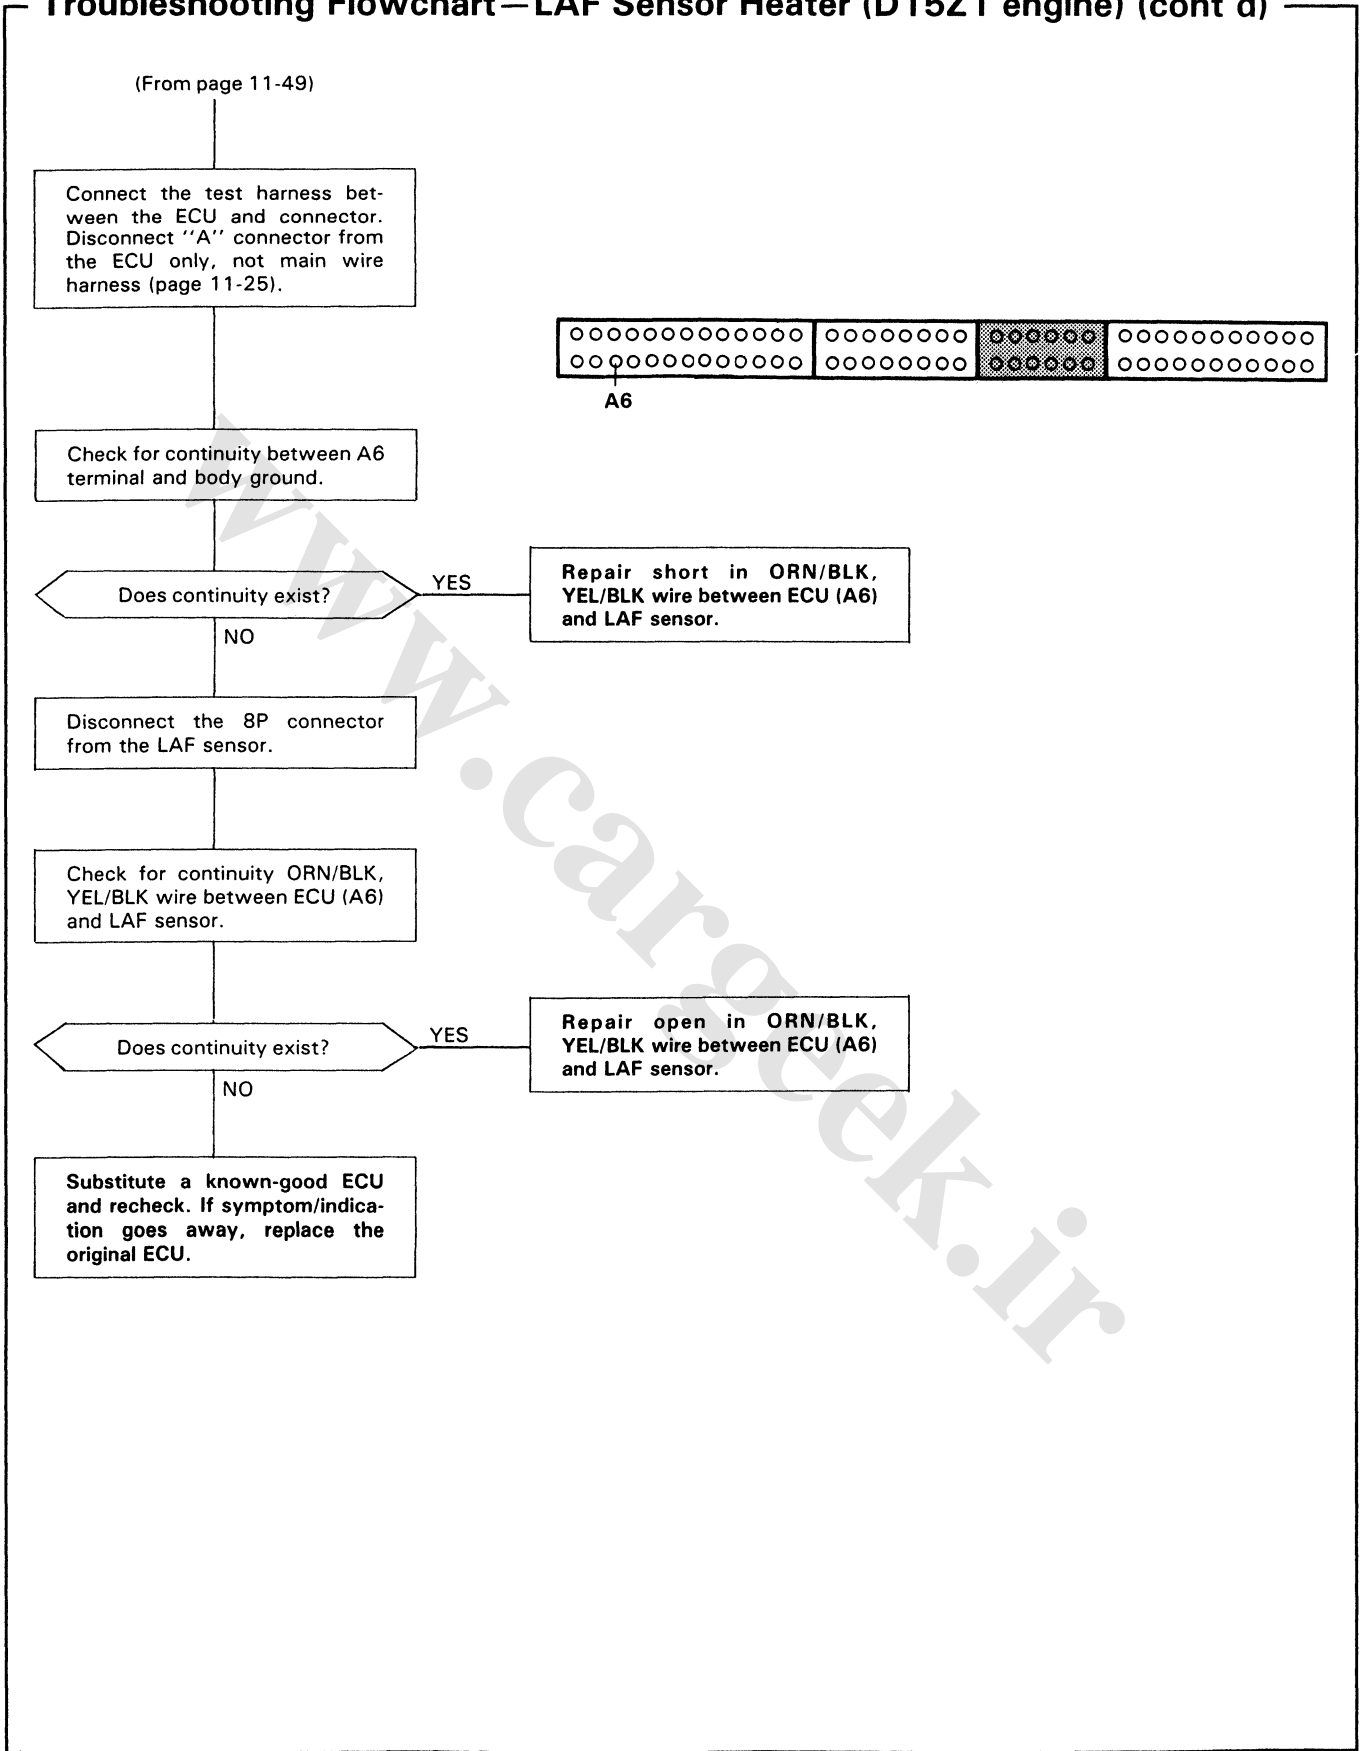 Troubleshooting Flowchart—LAF Sensor Heater (D15Z1 engine) (cont'd)
(From page 11-49)
Connect the test harness bet-
ween the ECU and connector.
Disconnect "A" connector from
the ECU only, not main wire
harness (page 11-25).
A6
Check for continuity between A6
terminal and body ground.
Does continuity exist?
YES
Repair short in ORN/BLK,
YEL/BLK wire between ECU (A6)
and LAF sensor.
NO
Disconnect the 8P connector
from the LAF sensor.
Check for continuity ORN/BLK,
YEL/BLK wire between ECU (A6)
and LAF sensor.
Does continuity exist?
YES
Repair open in ORN/BLK,
YEL/BLK wire between ECU (A6)
and LAF sensor.
NO
Substitute a known-good ECU
and recheck. If symptom/indica-
tion goes away, replace the
original ECU.
www.cargeek.ir